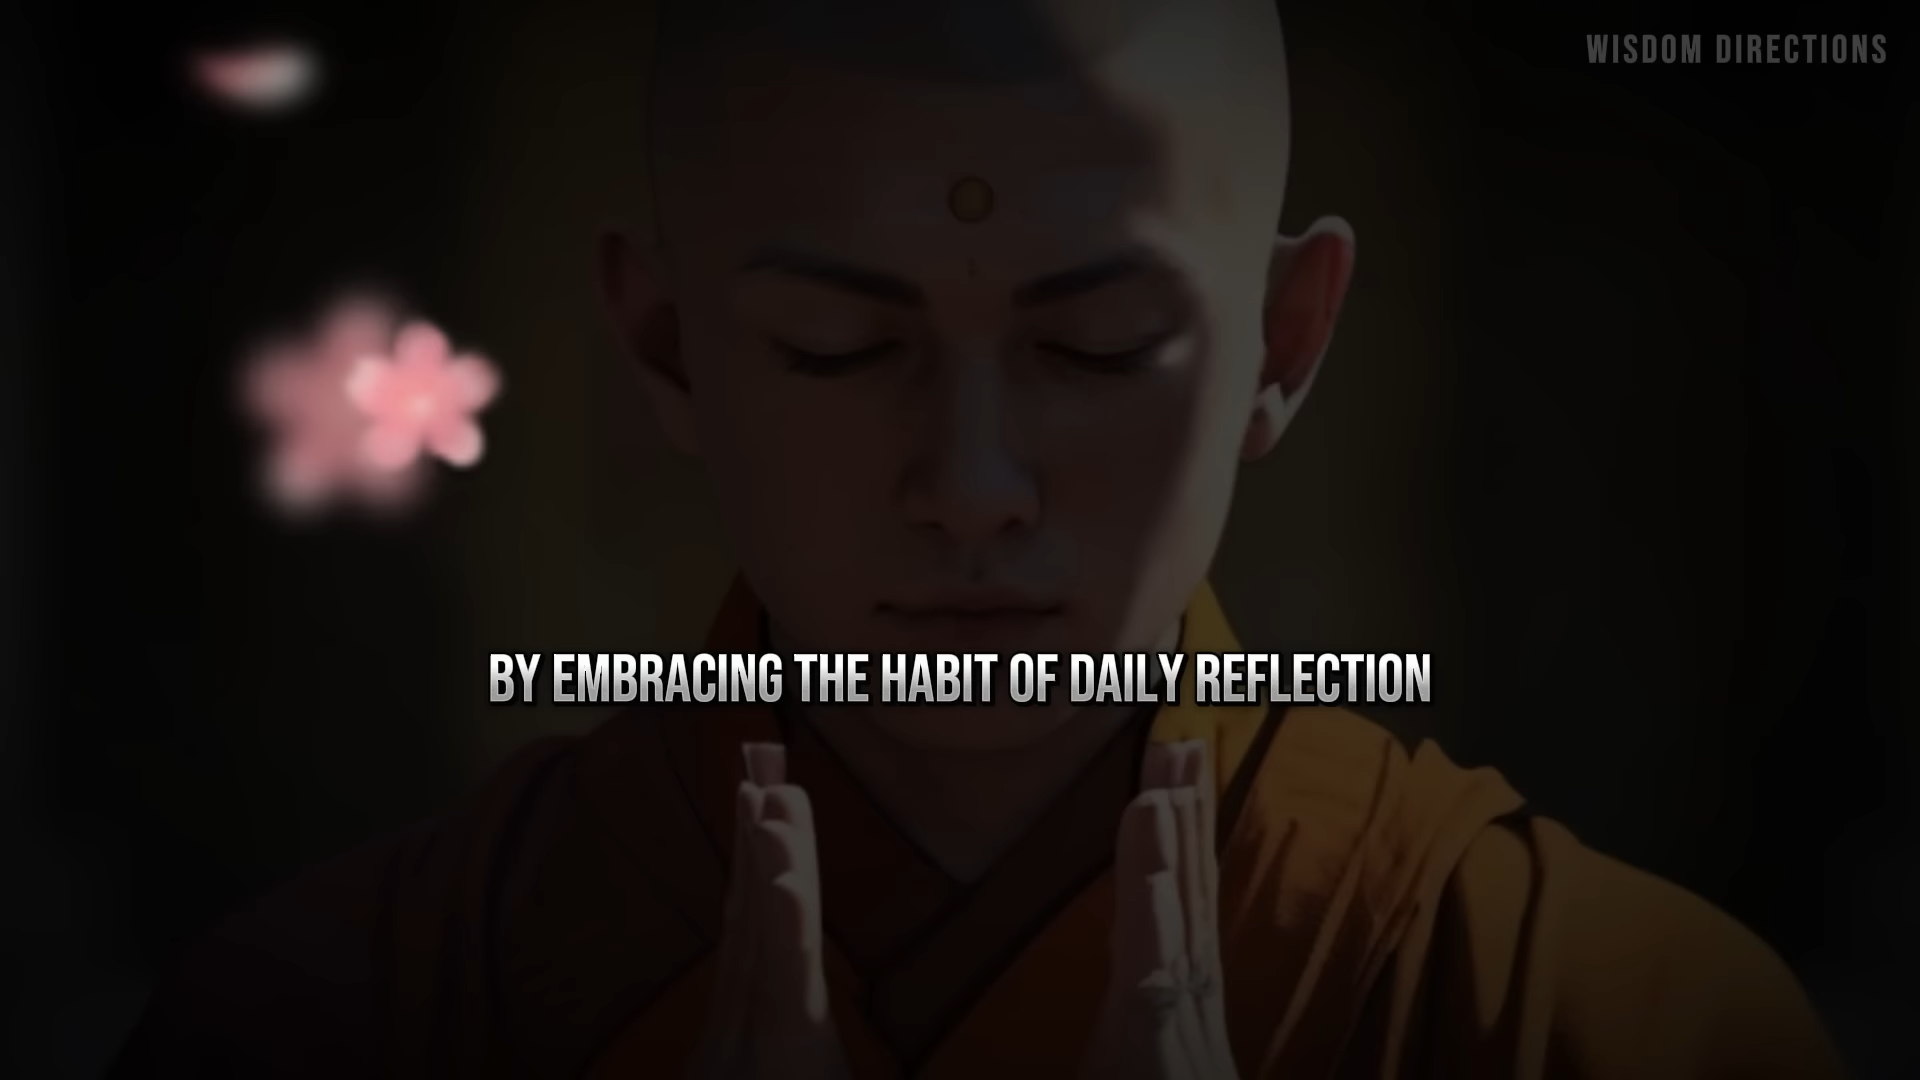 WISDOM DIRECTIONS
BY EMBRACING THE HABIT OF DAILY REFLECTION